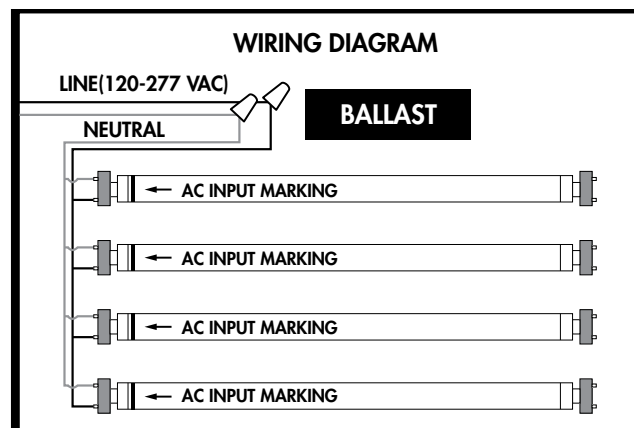 WIRING DIAGRAM
LINE(120-277 VAC)
BALLAST
NEUTRAL
AC INPUT MARKING
AC INPUT MARKING
AC INPUT MARKING
AC INPUT MARKING